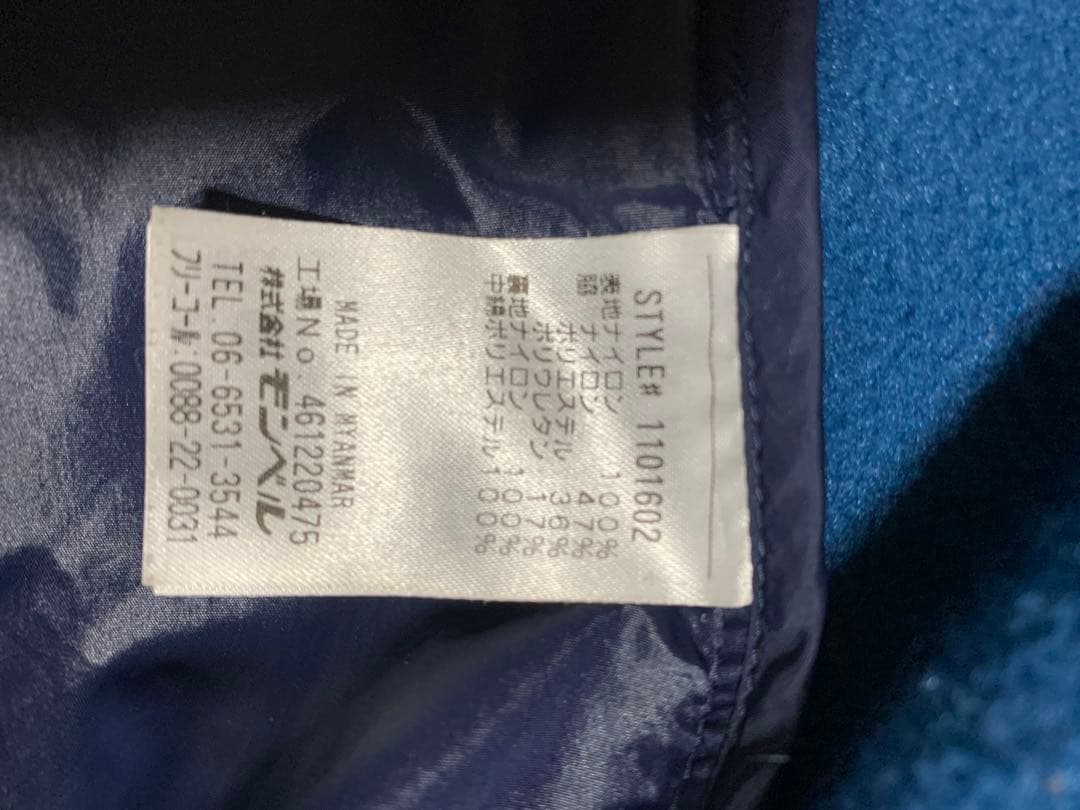 STYLE# 1101602
表地ナイロン 100%
脇 ナイロン 47%
ポリエステル 36%
ポリウレタン 17%
裏地ナイロン 100%
中綿ポリエステル 100%
MADE IN MYANMAR
工場No. 461220475
株式会社 モンベル
TEL 06-6531-3544
フリーコール:0088-22-0031